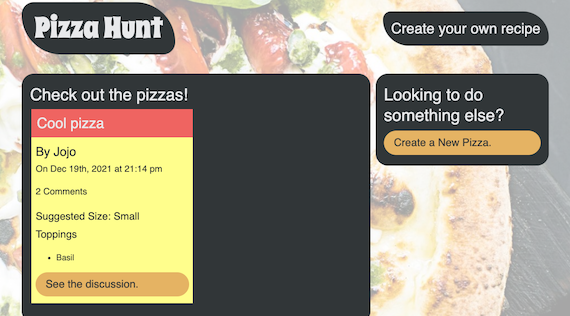 Pizza Hunt
Create your own recipe
Check out the pizzas!
Cool pizza
By Jojo
On Dec 19th, 2021 at 21:14 pm
2 Comments
Suggested Size: Small
Toppings
Basil
See the discussion.
Looking to do
something else?
Create a New Pizza.